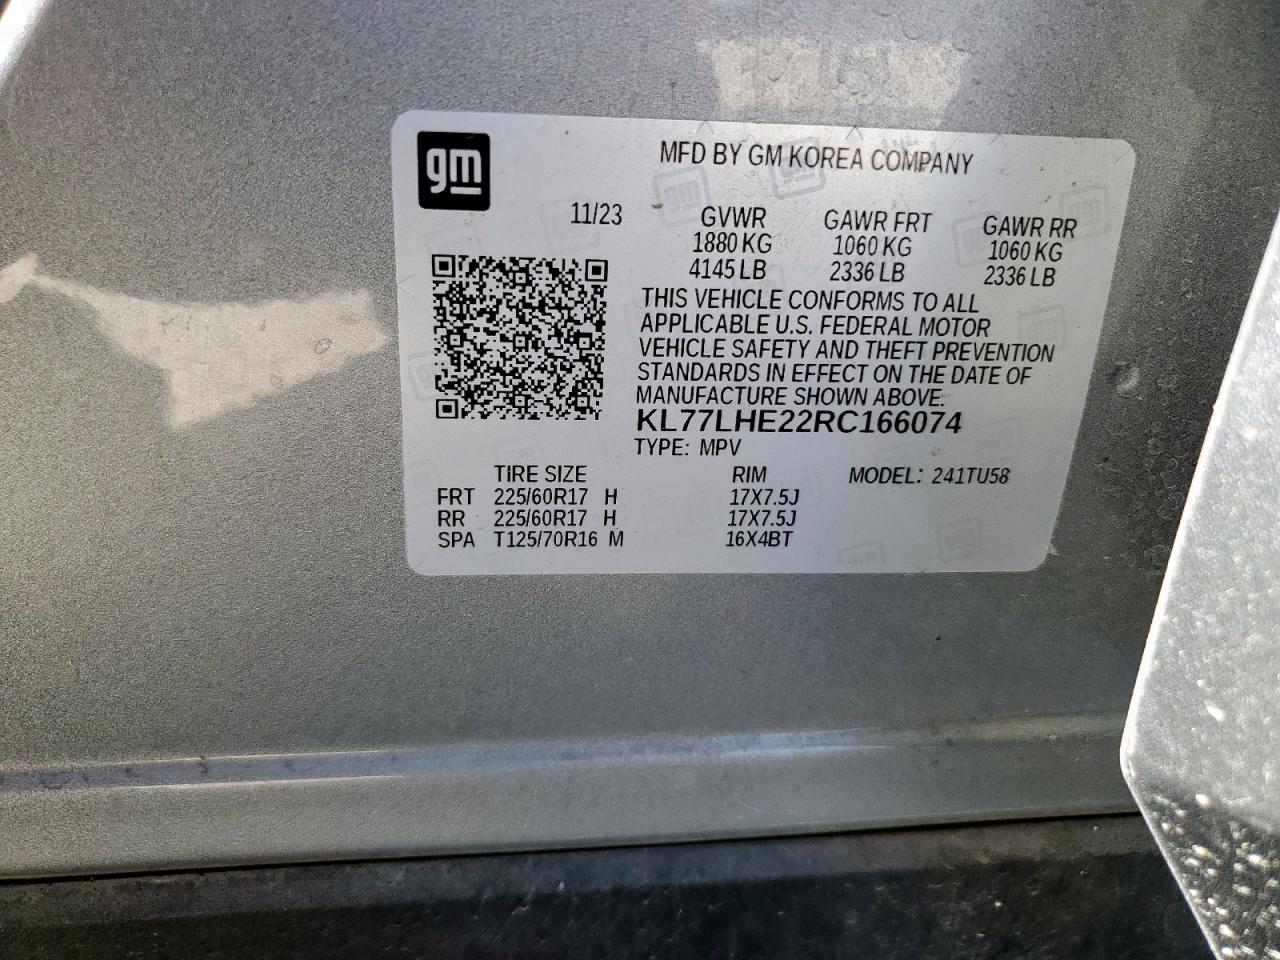 gm
MFD BY GM KOREA COMPANY
11/23 GVWR GAWR FRT GAWR RR
1880 KG 1060 KG 1060 KG
4145 LB 2336 LB 2336 LB
THIS VEHICLE CONFORMS TO ALL
APPLICABLE U.S. FEDERAL MOTOR
VEHICLE SAFETY AND THEFT PREVENTION
STANDARDS IN EFFECT ON THE DATE OF
MANUFACTURE SHOWN ABOVE.
KL77LHE22RC166074
TYPE: MPV
TIRE SIZE RIM MODEL: 241TU58
FRT 225/60R17 H 17X7.5J
RR 225/60R17 H 17X7.5J
SPA T125/70R16 M 16X4BT